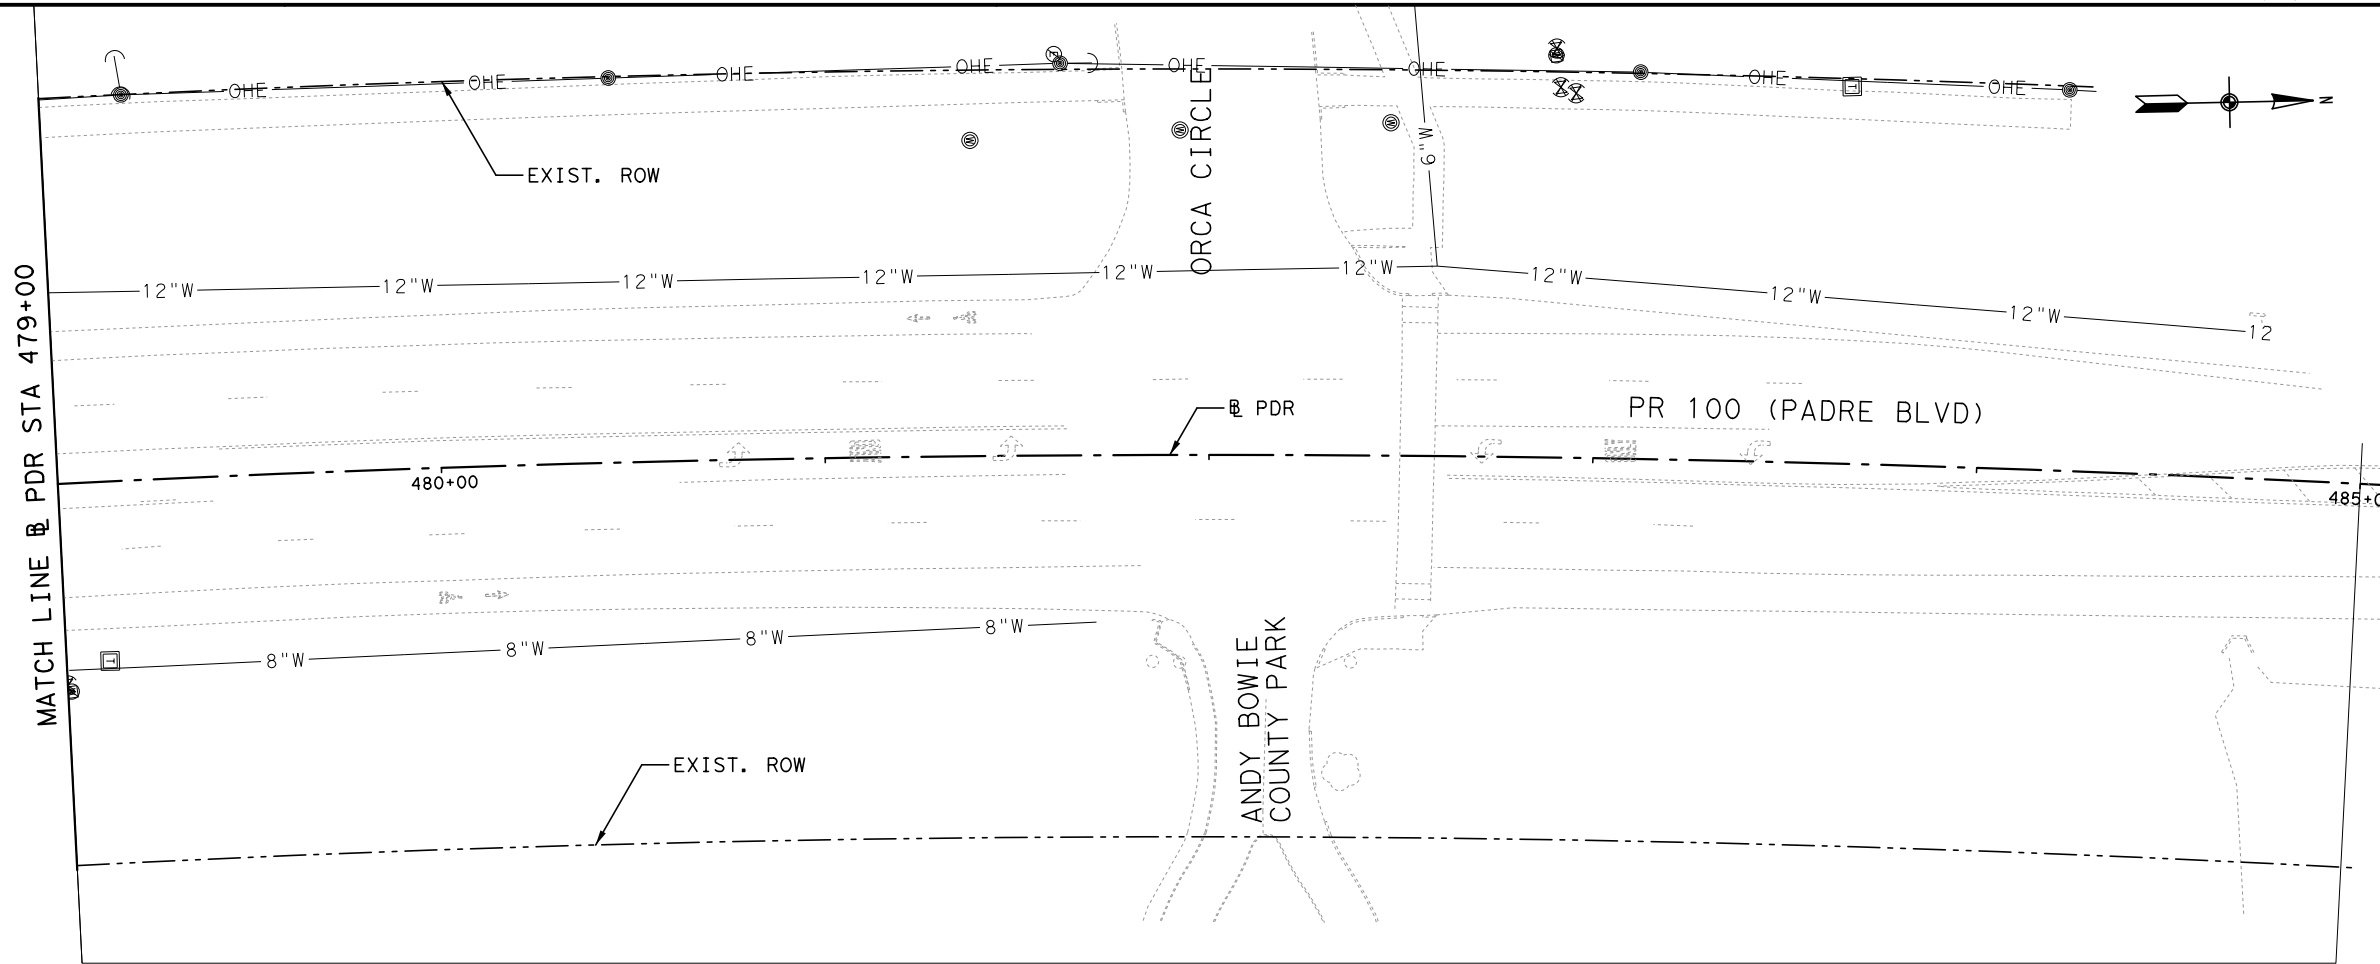 OHE OHE OHE OHE OHE OHE OHE OHE
N
EXIST. ROW
ORCA CIRCLE
6"W
12"W 12"W 12"W 12"W 12"W 12"W 12"W 12"W 12"W 12
MATCH LINE BL PDR STA 479+00
BL PDR
PR 100 (PADRE BLVD)
480+00
485+0
T
T
W
W
W
8"W 8"W 8"W 8"W
ANDY BOWIE
COUNTY PARK
EXIST. ROW